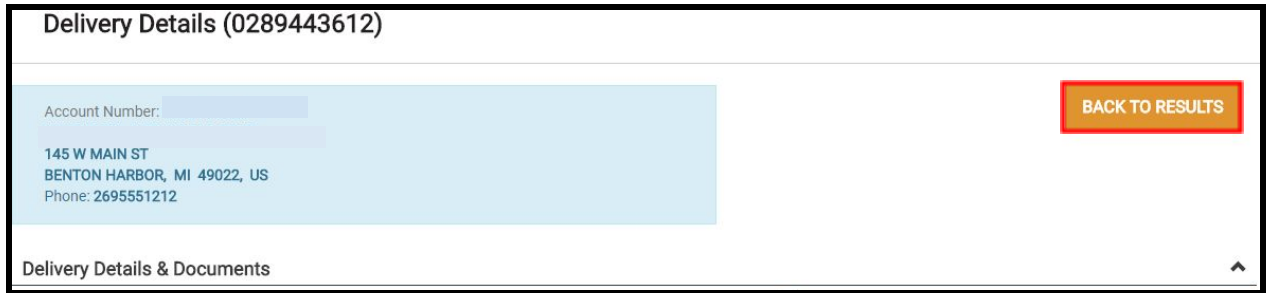 Delivery Details (0289443612)
Account Number:
BACK TO RESULTS
145 W MAIN ST
BENTON HARBOR, MI 49022, US
Phone: 2695551212
Delivery Details & Documents